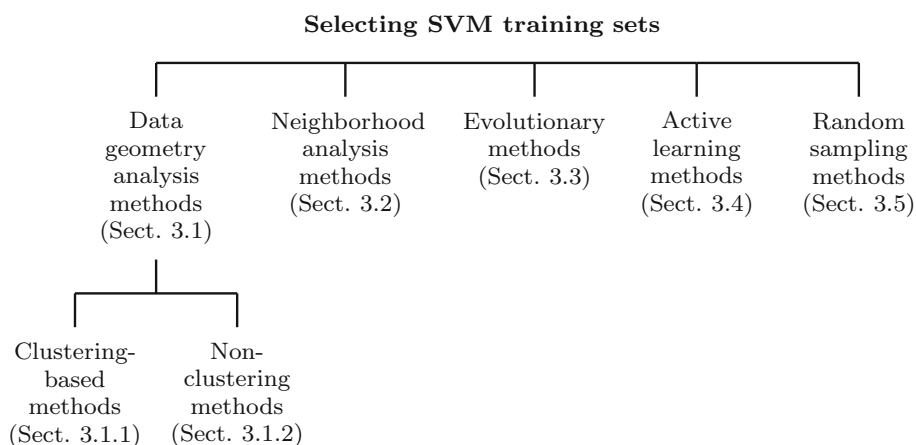 Selecting SVM training sets
Data
geometry
analysis
methods
(Sect. 3.1)
Neighborhood
analysis
methods
(Sect. 3.2)
Evolutionary
methods
(Sect. 3.3)
Active
learning
methods
(Sect. 3.4)
Random
sampling
methods
(Sect. 3.5)
Clustering-
based
methods
(Sect. 3.1.1)
Non-
clustering
methods
(Sect. 3.1.2)